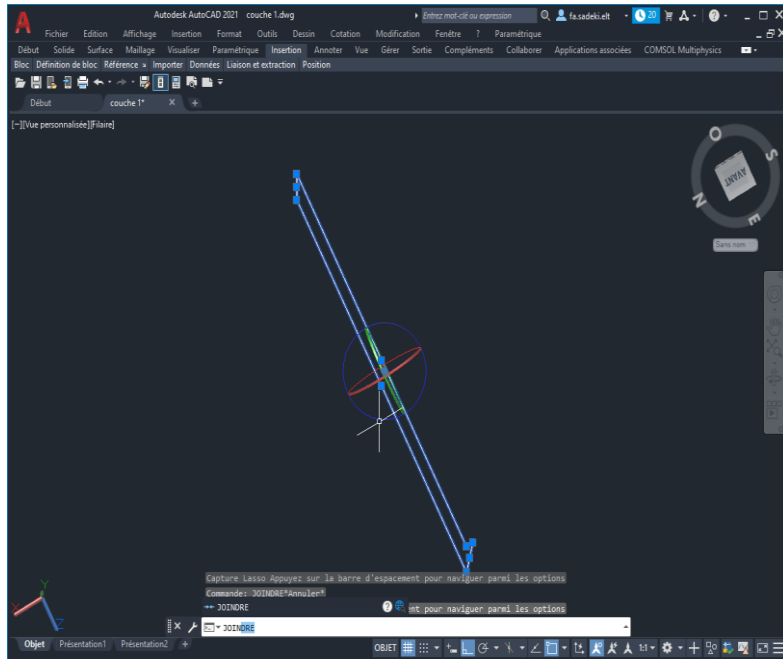 Autodesk AutoCAD 2021 couche 1.dwg
Entrez mot-clé ou expression
fa.sadeki.elt
20
Fichier Edition Affichage Insertion Format Outils Dessin Cotation Modification Fenêtre ? Paramétrique
Début Solide Surface Maillage Visualiser Paramétrique Insertion Annoter Vue Gérer Sortie Compléments Collaborer Applications associées COMSOL Multiphysics
Bloc Définition de bloc Référence Importer Données Liaison et extraction Position
Début couche 1*
[−][Vue personnalisée][Filaire]
O
S
AVANT
N
E
Sans nom
Capture Lasso Appuyez sur la barre d'espacement pour naviguer parmi les options
Commande: JOINDRE*Annuler*
JOINDRE
ent pour naviguer parmi les options
JOINDRE
Y
X
Z
Objet Présentation1 Présentation2 +
OBJET
1:1